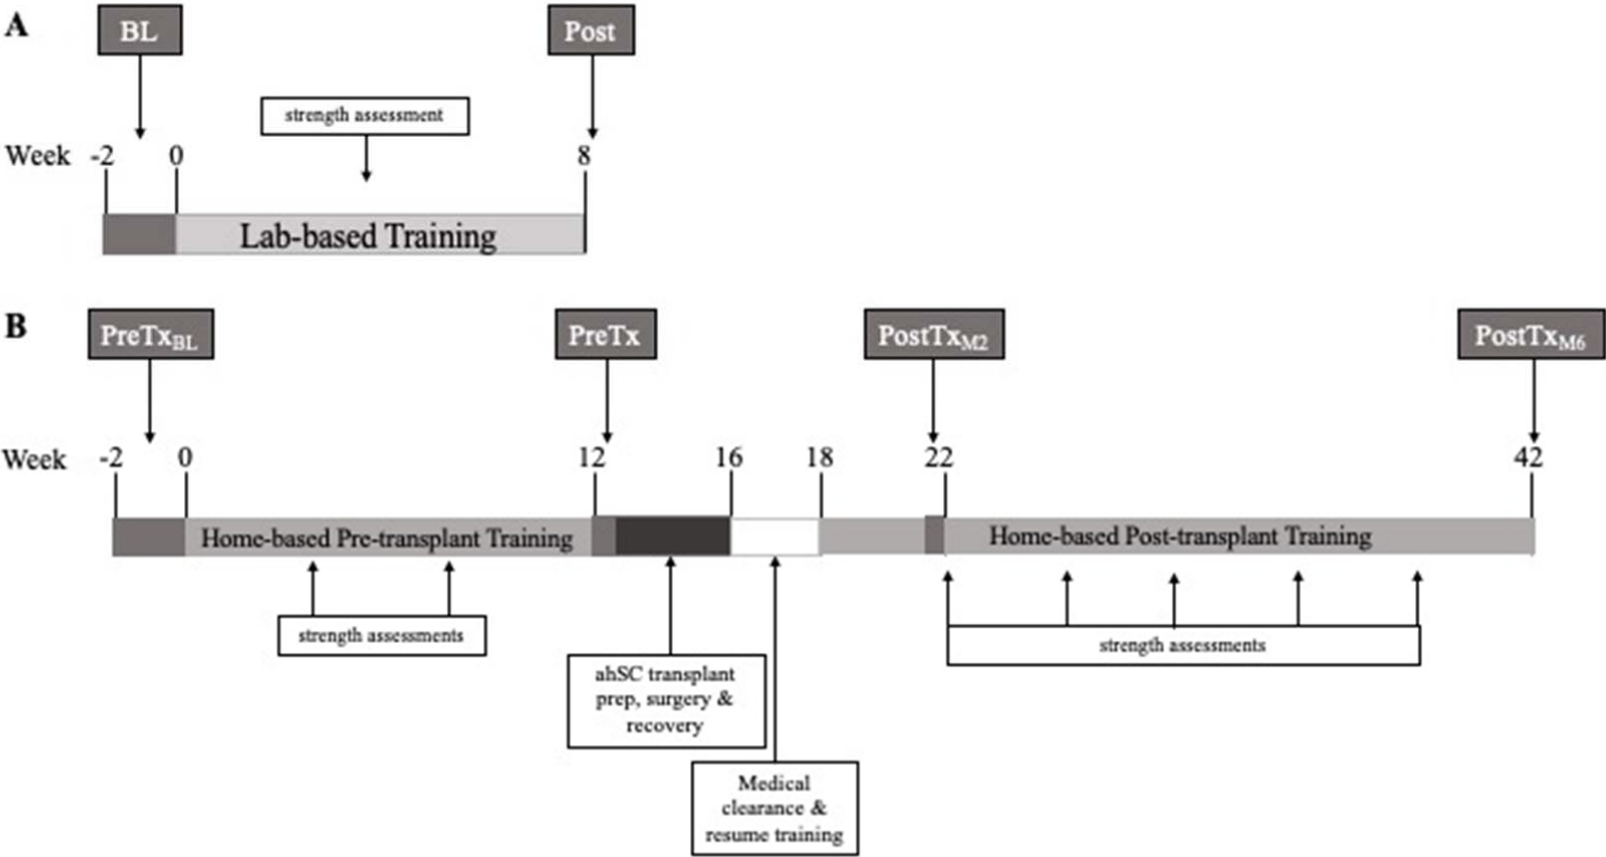 A
BL
Post
strength assessment
Week -2 0 8
Lab-based Training
B
PreTxBL
PreTx
PostTxM2
PostTxM6
Week -2 0 12 16 18 22 42
Home-based Pre-transplant Training
Home-based Post-transplant Training
strength assessments
strength assessments
ahSC transplant
prep, surgery &
recovery
Medical
clearance &
resume training